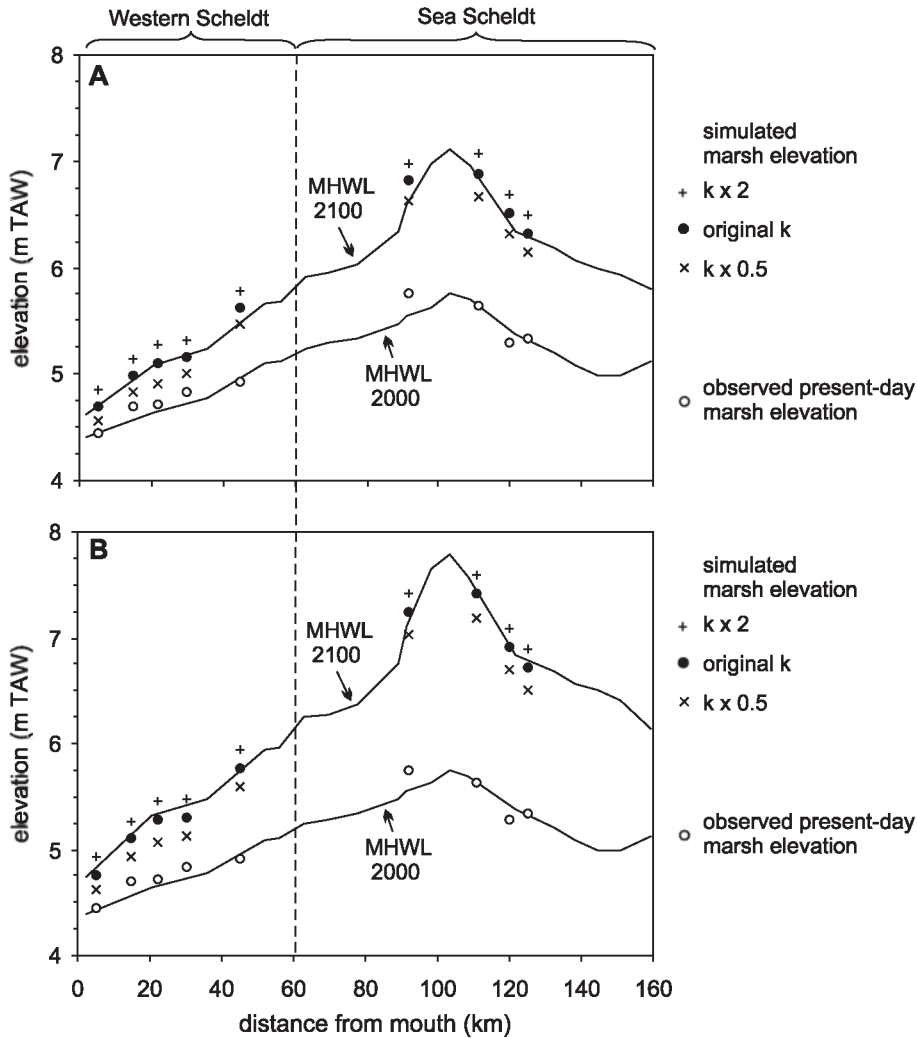 Western Scheldt Sea Scheldt
8
A
7
6
5
4
elevation (m TAW)
MHWL
2100
MHWL
2000
simulated
marsh elevation
+ k x 2
● original k
× k x 0.5
○ observed present-day
marsh elevation
8
B
7
6
5
4
elevation (m TAW)
MHWL
2100
MHWL
2000
simulated
marsh elevation
+ k x 2
● original k
× k x 0.5
○ observed present-day
marsh elevation
0 20 40 60 80 100 120 140 160
distance from mouth (km)